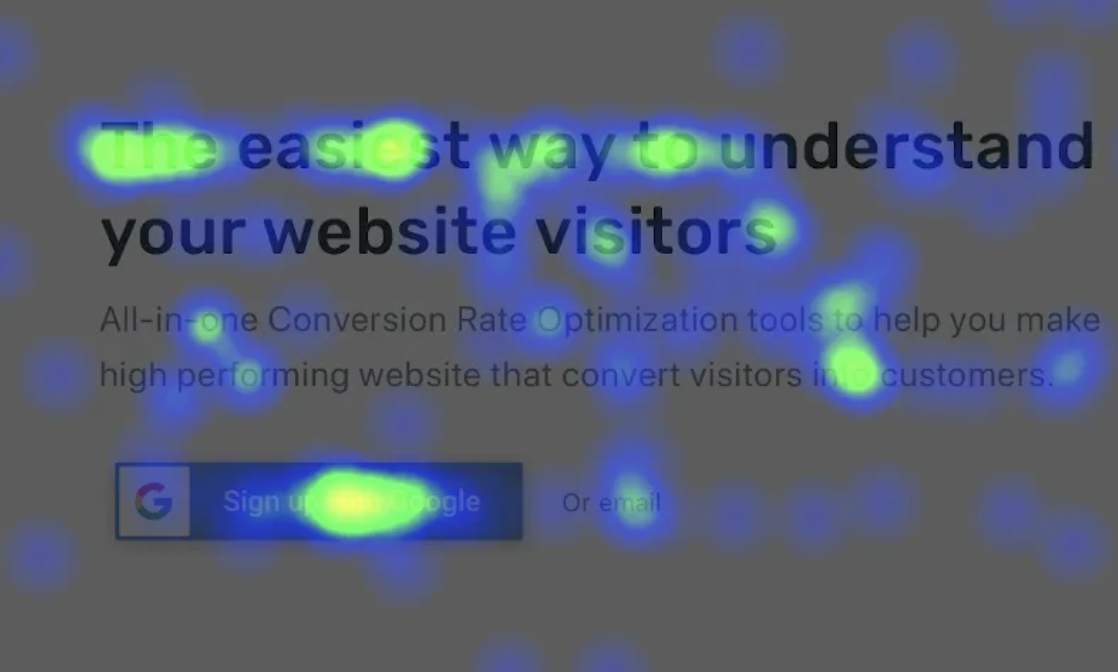 The easiest way to understand
your website visitors
All-in-one Conversion Rate Optimization tools to help you make
high performing website that convert visitors into customers.
Sign up with Google
Or email